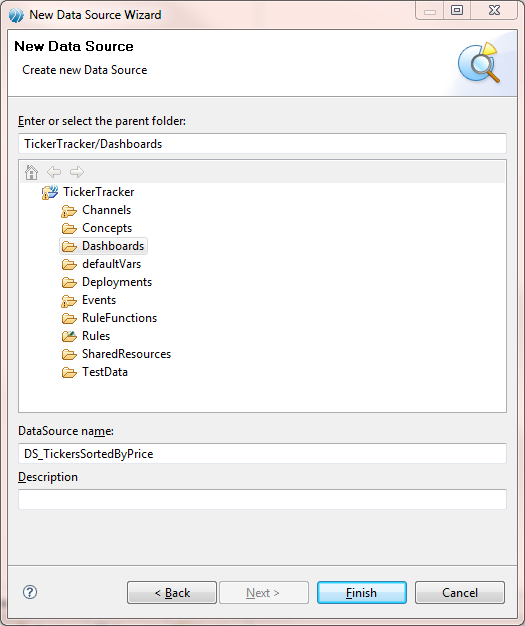 New Data Source Wizard
New Data Source
Create new Data Source
Enter or select the parent folder:
TickerTracker/Dashboards
TickerTracker
Channels
Concepts
Dashboards
defaultVars
Deployments
Events
RuleFunctions
Rules
SharedResources
TestData
DataSource name:
DS_TickersSortedByPrice
Description
? < Back Next > Finish Cancel